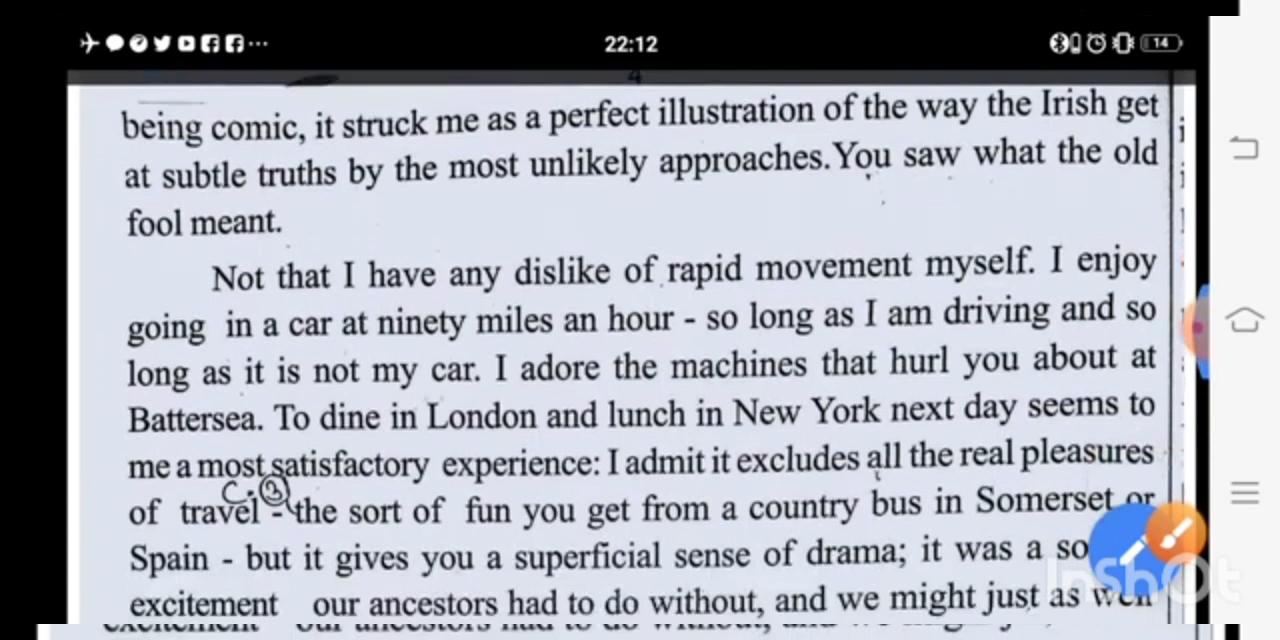 22:12
14
4
being comic, it struck me as a perfect illustration of the way the Irish get
at subtle truths by the most unlikely approaches.You saw what the old
fool meant.
Not that I have any dislike of rapid movement myself. I enjoy
going in a car at ninety miles an hour - so long as I am driving and so
long as it is not my car. I adore the machines that hurl you about at
Battersea. To dine in London and lunch in New York next day seems to
me a most satisfactory experience: I admit it excludes all the real pleasures
C. 3
of travel - the sort of fun you get from a country bus in Somerset or
Spain - but it gives you a superficial sense of drama; it was a so
excitement our ancestors had to do without, and we might just as well
InShot